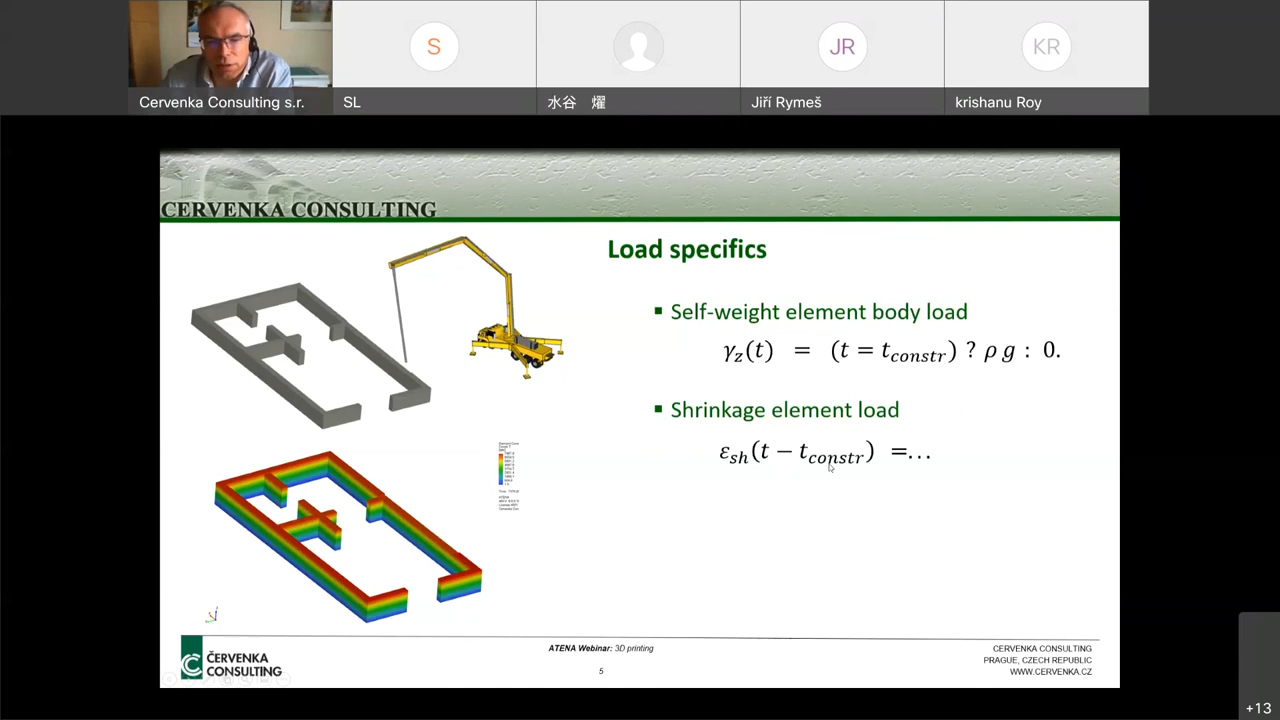 S
JR
KR
Cervenka Consulting s.r.
SL
水谷 燿
Jiří Rymeš
krishanu Roy
CERVENKA CONSULTING
Load specifics
▪ Self-weight element body load
γz(t) = (t = tconstr) ? ρ g : 0.
▪ Shrinkage element load
εsh(t − tconstr) =…
ČERVENKA
CONSULTING
ATENA Webinar: 3D printing
5
CERVENKA CONSULTING
PRAGUE, CZECH REPUBLIC
WWW.CERVENKA.CZ
+13